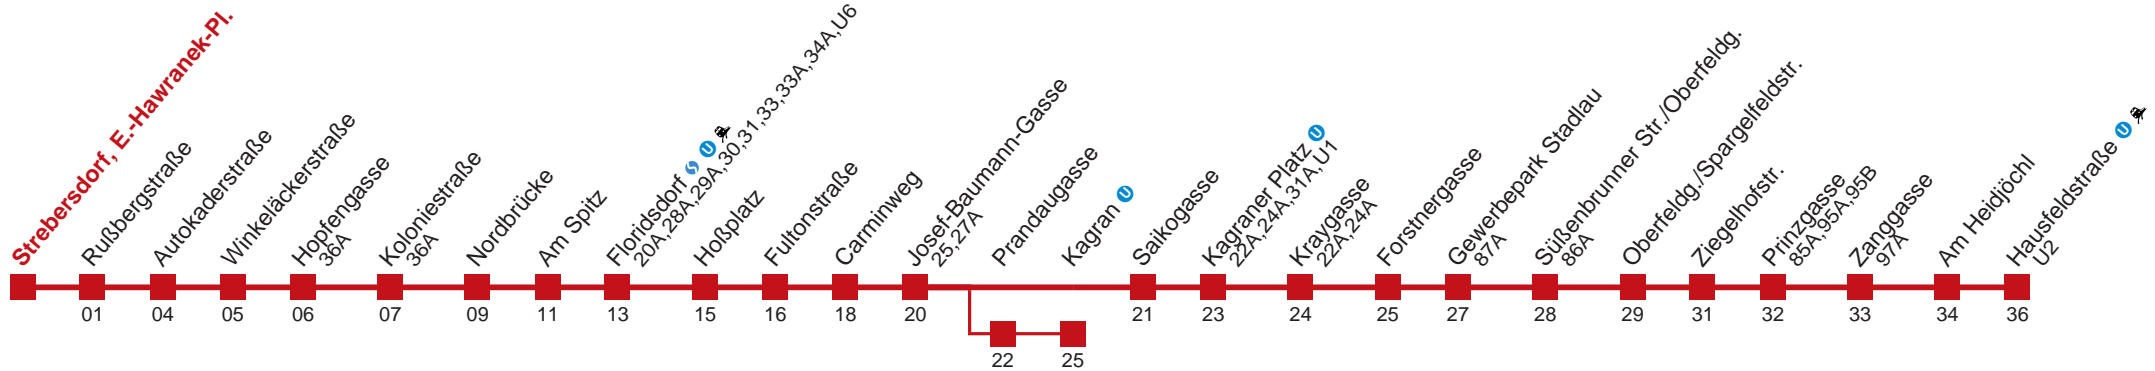 Strebersdorf, E.-Hawranek-Pl.
Rußbergstraße
Autokaderstraße
Winkeläckerstraße
Hopfengasse
36A
Koloniestraße
36A
Nordbrücke
Am Spitz
Floridsdorf S U
20A,28A,29A,30,31,33,33A,34A,U6
Hoßplatz
Fultonstraße
Carminweg
Josef-Baumann-Gasse
25,27A
Prandaugasse
Kagran U
Saikogasse
Kagraner Platz U
22A,24A,31A,U1
Kraygasse
22A,24A
Forstnergasse
Gewerbepark Stadlau
87A
Süßenbrunner Str./Oberfeldg.
86A
Oberfeldg./Spargelfeldstr.
Ziegelhofstr.
Prinzgasse
85A,95A,95B
Zanggasse
97A
Am Heidjöchl
Hausfeldstraße U
U2
01 04 05 06 07 09 11 13 15 16 18 20 21 23 24 25 27 28 29 31 32 33 34 36
22 25